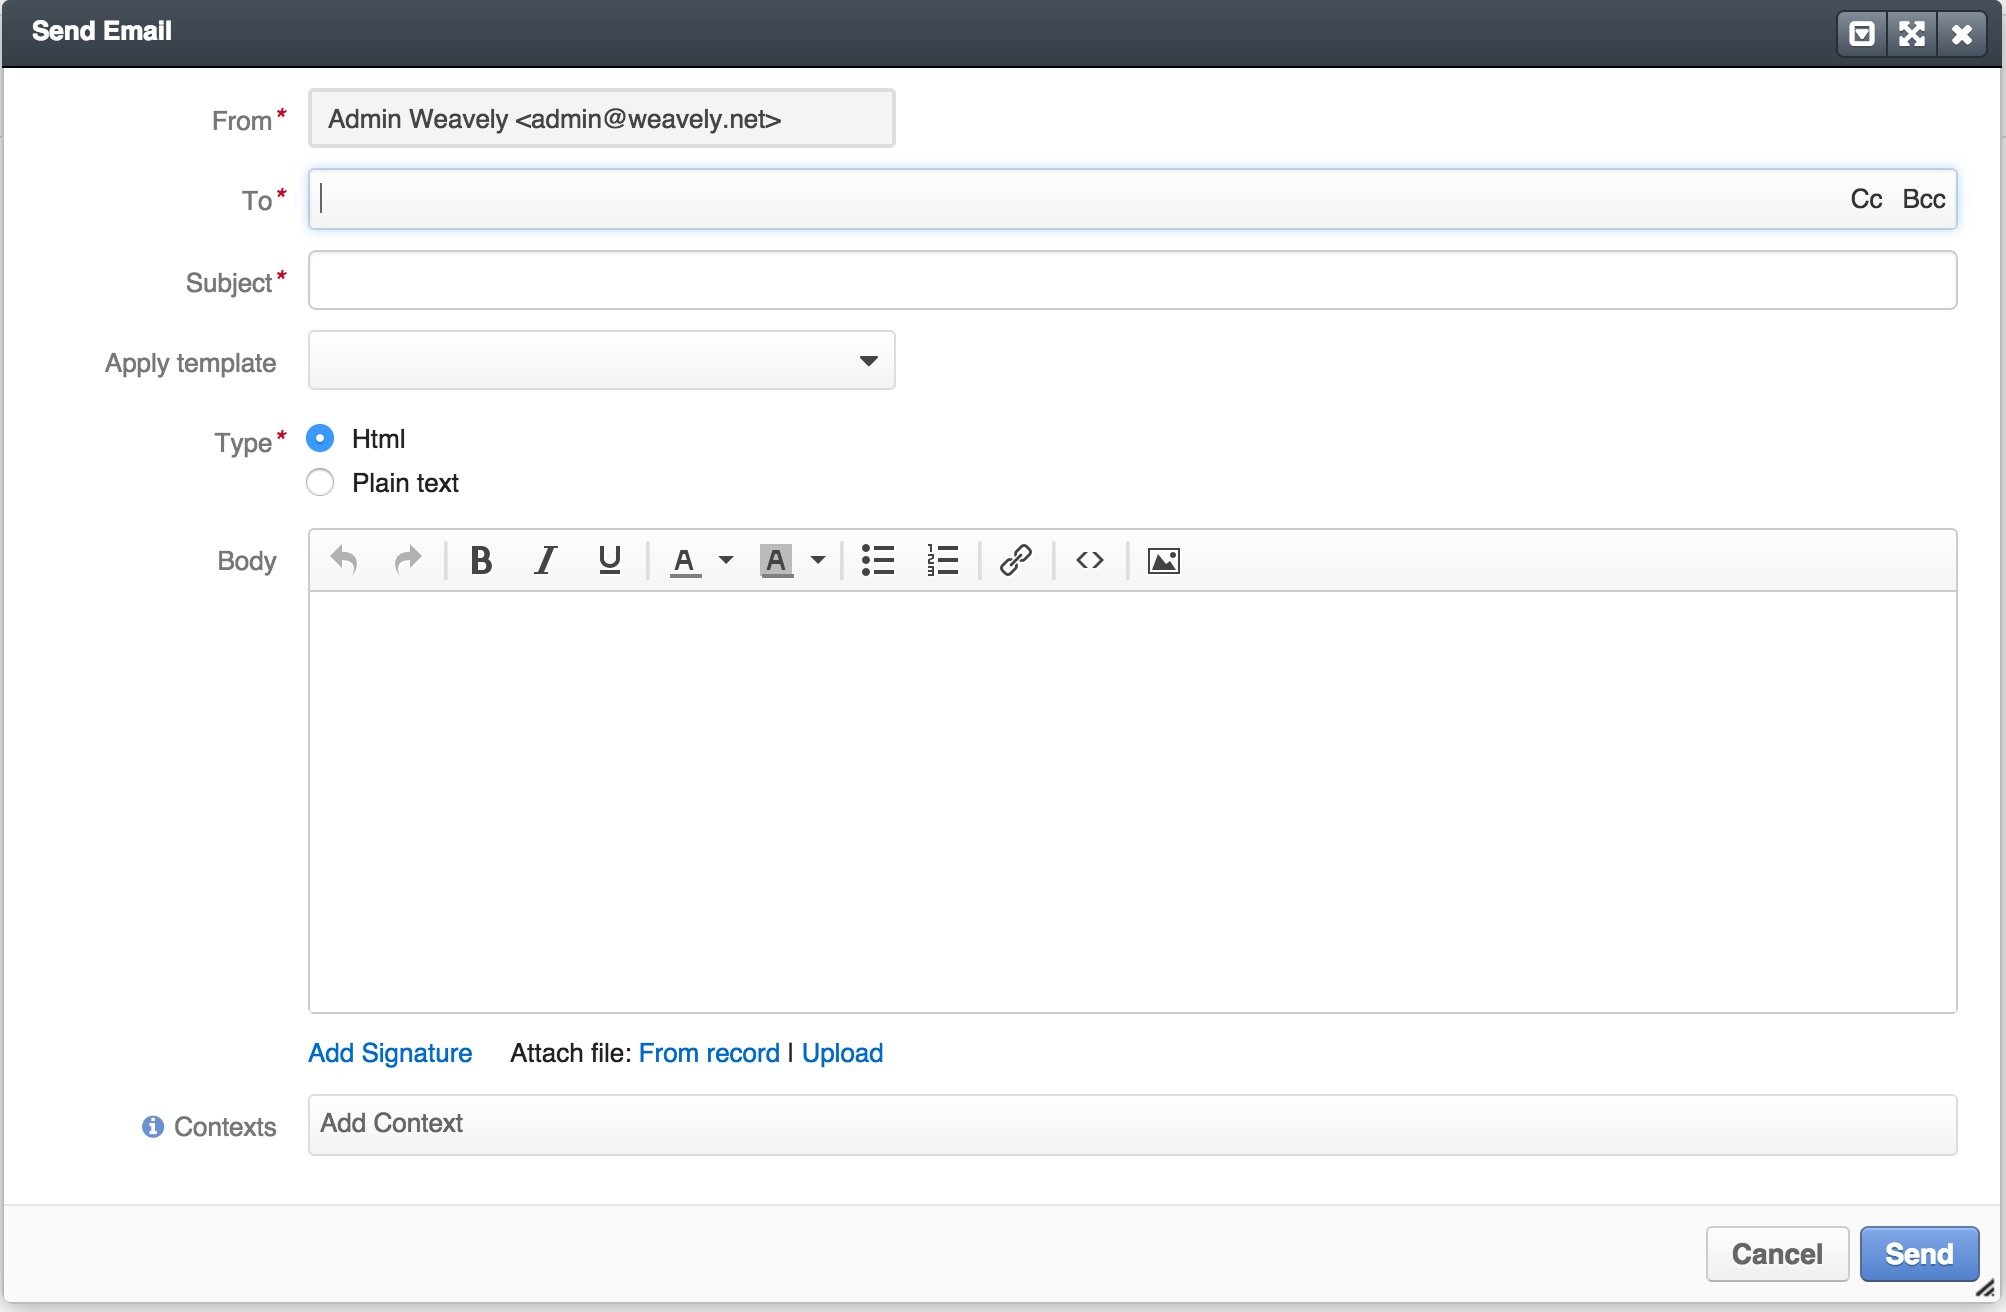 Send Email
From* Admin Weavely <admin@weavely.net>
To* Cc Bcc
Subject*
Apply template
Type* Html
Plain text
Body B I U A A
Add Signature Attach file: From record | Upload
Contexts Add Context
Cancel Send